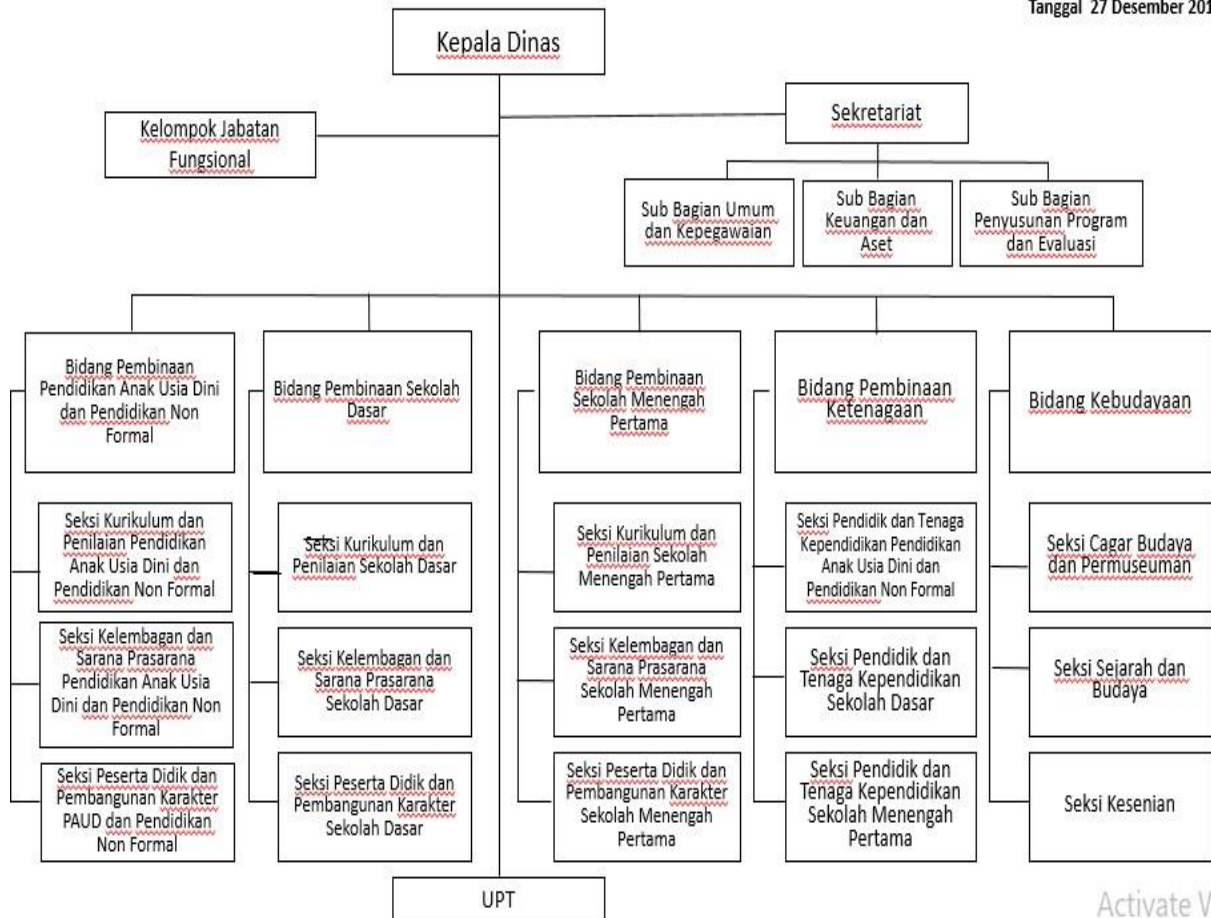 Tanggal 27 Desember 201
Kepala Dinas
Kelompok Jabatan
Fungsional
Sekretariat
Sub Bagian Umum
dan Kepegawaian
Sub Bagian
Keuangan dan
Aset
Sub Bagian
Penyusunan Program
dan Evaluasi
Bidang Pembinaan
Pendidikan Anak Usia Dini
dan Pendidikan Non
Formal
Bidang Pembinaan Sekolah
Dasar
Bidang Pembinaan
Sekolah Menengah
Pertama
Bidang Pembinaan
Ketenagaan
Bidang Kebudayaan
Seksi Kurikulum dan
Penilaian Pendidikan
Anak Usia Dini dan
Pendidikan Non Formal
Seksi Kurikulum dan
Penilaian Sekolah Dasar
Seksi Kurikulum dan
Penilaian Sekolah
Menengah Pertama
Seksi Pendidik dan Tenaga
Kependidikan Pendidikan
Anak Usia Dini dan
Pendidikan Non Formal
Seksi Cagar Budaya
dan Permuseuman
Seksi Kelembagan dan
Sarana Prasarana
Pendidikan Anak Usia
Dini dan Pendidikan Non
Formal
Seksi Kelembagan dan
Sarana Prasarana
Sekolah Dasar
Seksi Kelembagan dan
Sarana Prasarana
Sekolah Menengah
Pertama
Seksi Pendidik dan
Tenaga Kependidikan
Sekolah Dasar
Seksi Sejarah dan
Budaya
Seksi Peserta Didik dan
Pembangunan Karakter
PAUD dan Pendidikan
Non Formal
Seksi Peserta Didik dan
Pembangunan Karakter
Sekolah Dasar
Seksi Peserta Didik dan
Pembangunan Karakter
Sekolah Menengah
Pertama
Seksi Pendidik dan
Tenaga Kependidikan
Sekolah Menengah
Pertama
Seksi Kesenian
UPT
Activate W